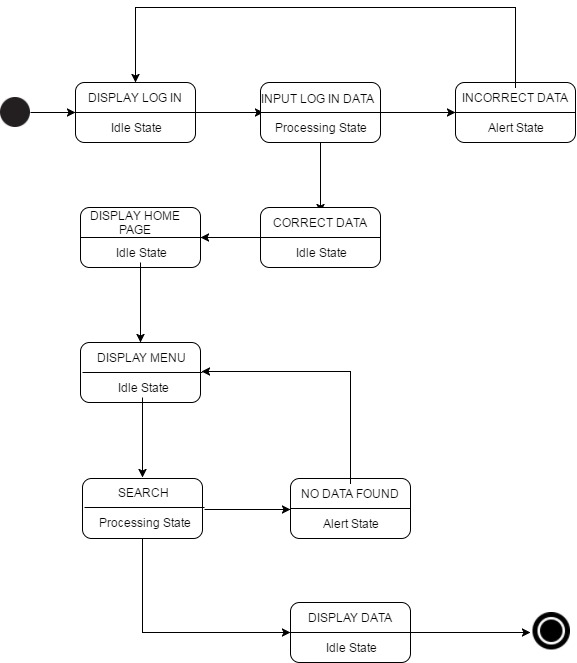 DISPLAY LOG IN
Idle State
INPUT LOG IN DATA
Processing State
INCORRECT DATA
Alert State
DISPLAY HOME
PAGE
Idle State
CORRECT DATA
Idle State
DISPLAY MENU
Idle State
SEARCH
Processing State
NO DATA FOUND
Alert State
DISPLAY DATA
Idle State